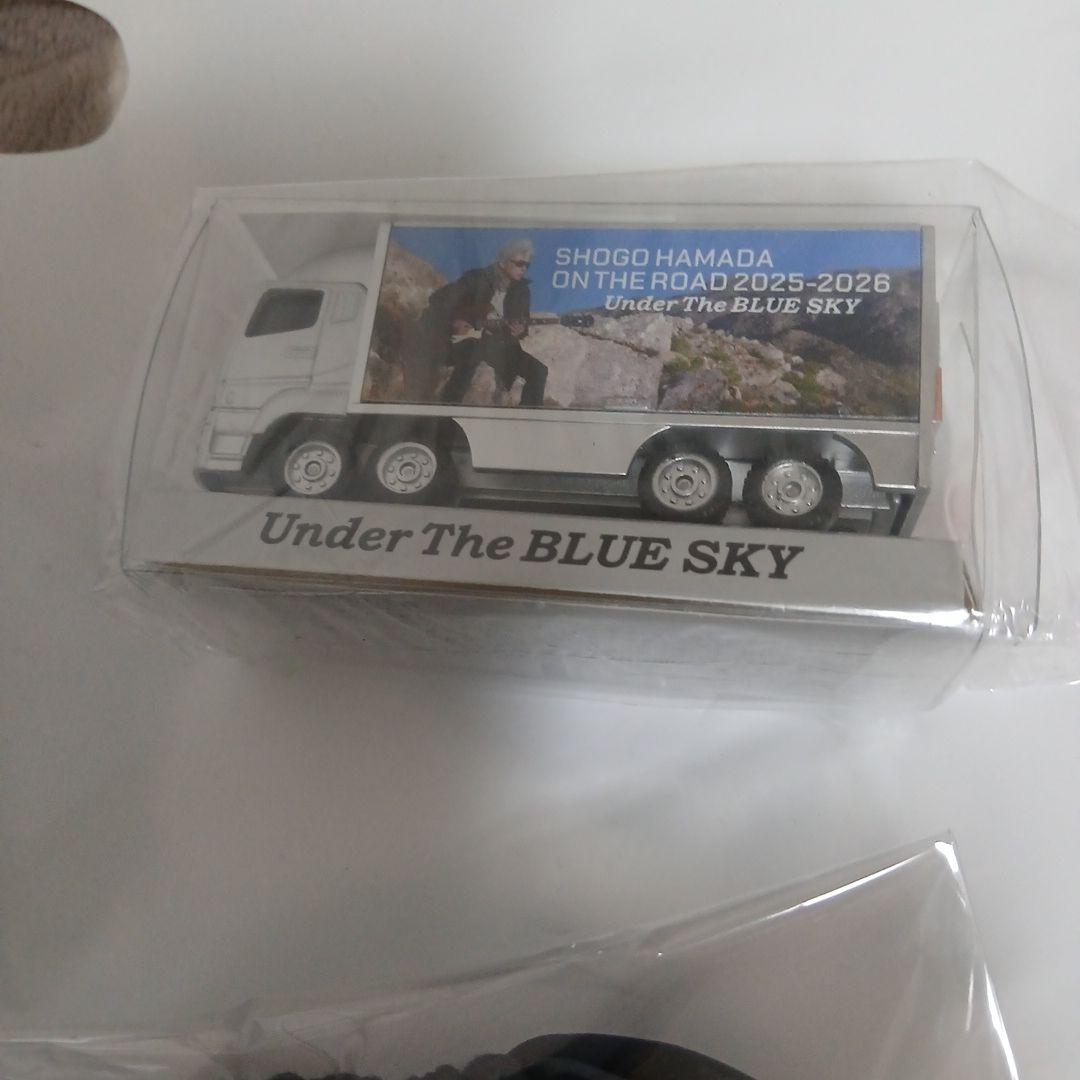 SHOGO HAMADA
ON THE ROAD 2025-2026
Under The BLUE SKY
Under The BLUE SKY